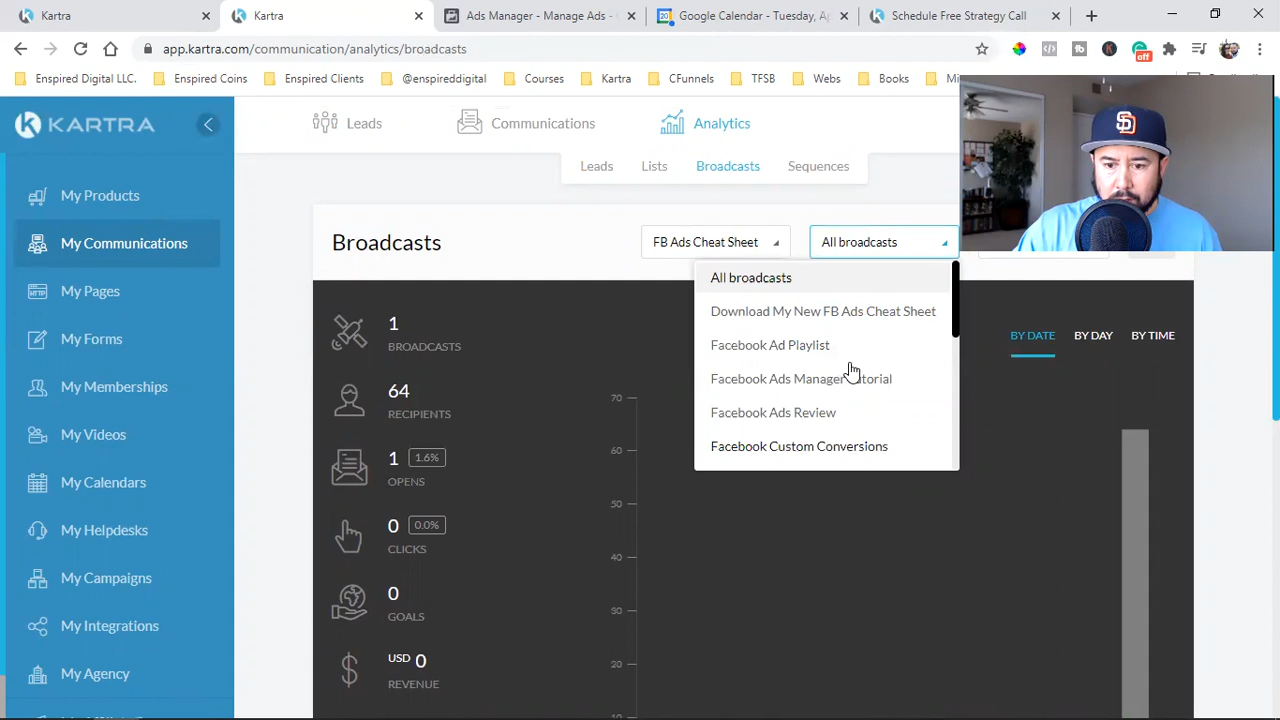 Kartra
Kartra
Ads Manager - Manage Ads -
Google Calendar - Tuesday, Ap
Schedule Free Strategy Call
app.kartra.com/communication/analytics/broadcasts
off
Enspired Digital LLC.
Enspired Coins
Enspired Clients
@enspireddigital
Courses
Kartra
CFunnels
TFSB
Webs
Books
KARTRA
Leads
Communications
Analytics
Leads
Lists
Broadcasts
Sequences
SD
My Products
My Communications
My Pages
My Forms
My Memberships
My Videos
My Calendars
My Helpdesks
My Campaigns
My Integrations
My Agency
Broadcasts
FB Ads Cheat Sheet
All broadcasts
All broadcasts
Download My New FB Ads Cheat Sheet
Facebook Ad Playlist
Facebook Ads Manager Tutorial
Facebook Ads Review
Facebook Custom Conversions
1
BROADCASTS
64
RECIPIENTS
1 1.6%
OPENS
0 0.0%
CLICKS
0
GOALS
USD 0
REVENUE
BY DATE
BY DAY
BY TIME
70
60
50
40
30
20
10